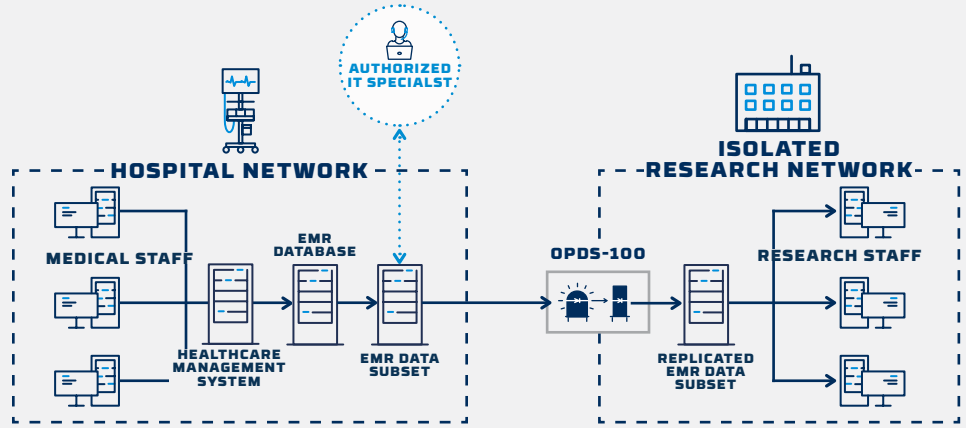 AUTHORIZED
IT SPECIALST
HOSPITAL NETWORK
ISOLATED
RESEARCH NETWORK
MEDICAL STAFF
EMR
DATABASE
OPDS-100
RESEARCH STAFF
HEALTHCARE
MANAGEMENT
SYSTEM
EMR DATA
SUBSET
REPLICATED
EMR DATA
SUBSET